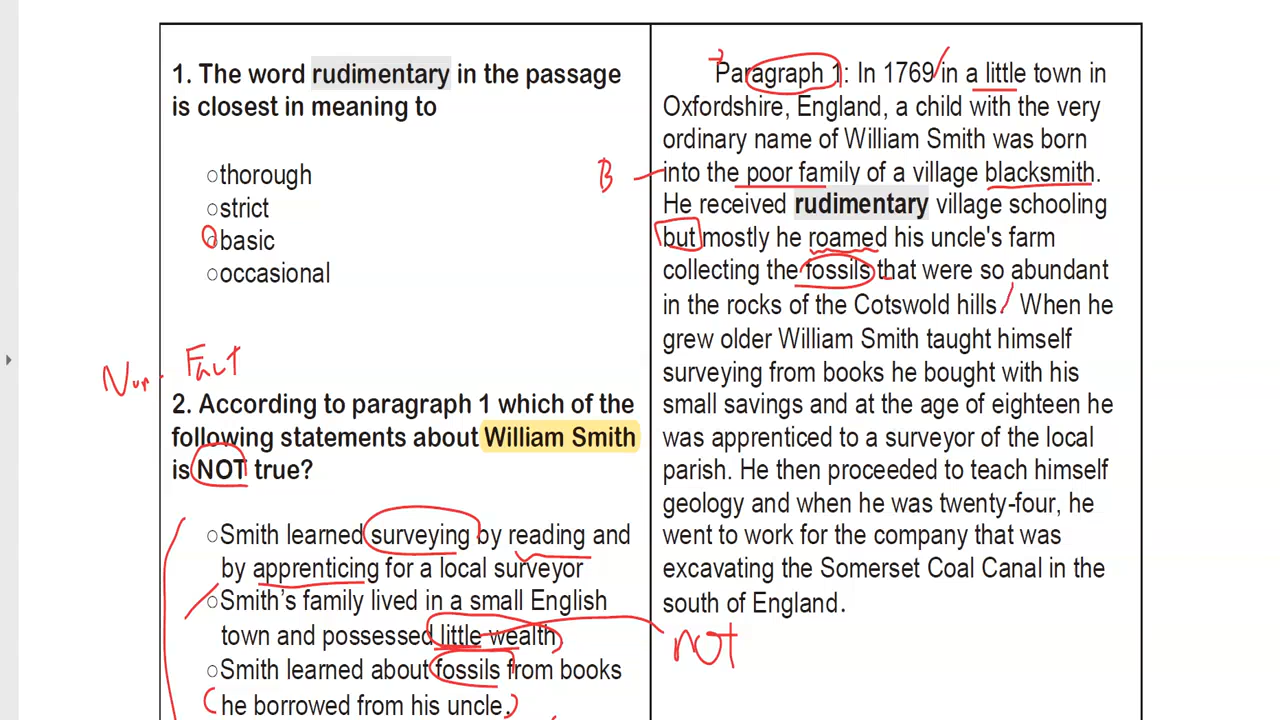 1. The word rudimentary in the passage
is closest in meaning to
thorough
strict
basic
occasional
Fact
2. According to paragraph 1 which of the
following statements about William Smith
is NOT true?
Smith learned surveying by reading and
by apprenticing for a local surveyor
Smith's family lived in a small English
town and possessed little wealth
Smith learned about fossils from books
he borrowed from his uncle.
Paragraph 1: In 1769 in a little town in
Oxfordshire, England, a child with the very
ordinary name of William Smith was born
into the poor family of a village blacksmith.
He received rudimentary village schooling
but mostly he roamed his uncle's farm
collecting the fossils that were so abundant
in the rocks of the Cotswold hills. When he
grew older William Smith taught himself
surveying from books he bought with his
small savings and at the age of eighteen he
was apprenticed to a surveyor of the local
parish. He then proceeded to teach himself
geology and when he was twenty-four, he
went to work for the company that was
excavating the Somerset Coal Canal in the
south of England.
B
NOT